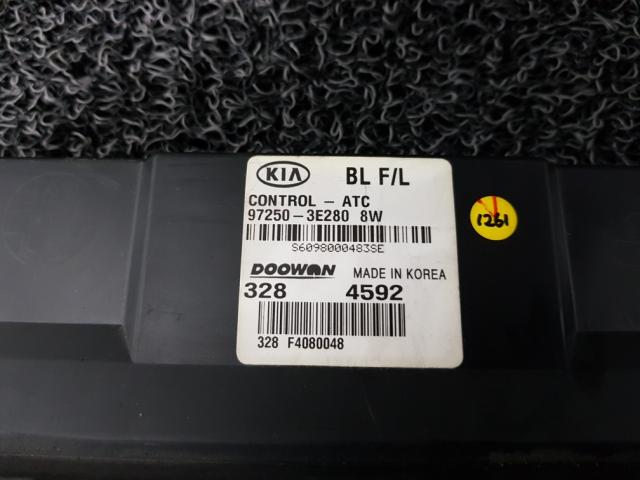 KIA BL F/L
CONTROL - ATC
97250-3E280 8W
S6098000483SE
DOOWON MADE IN KOREA
328 4592
328 F4080048
1261